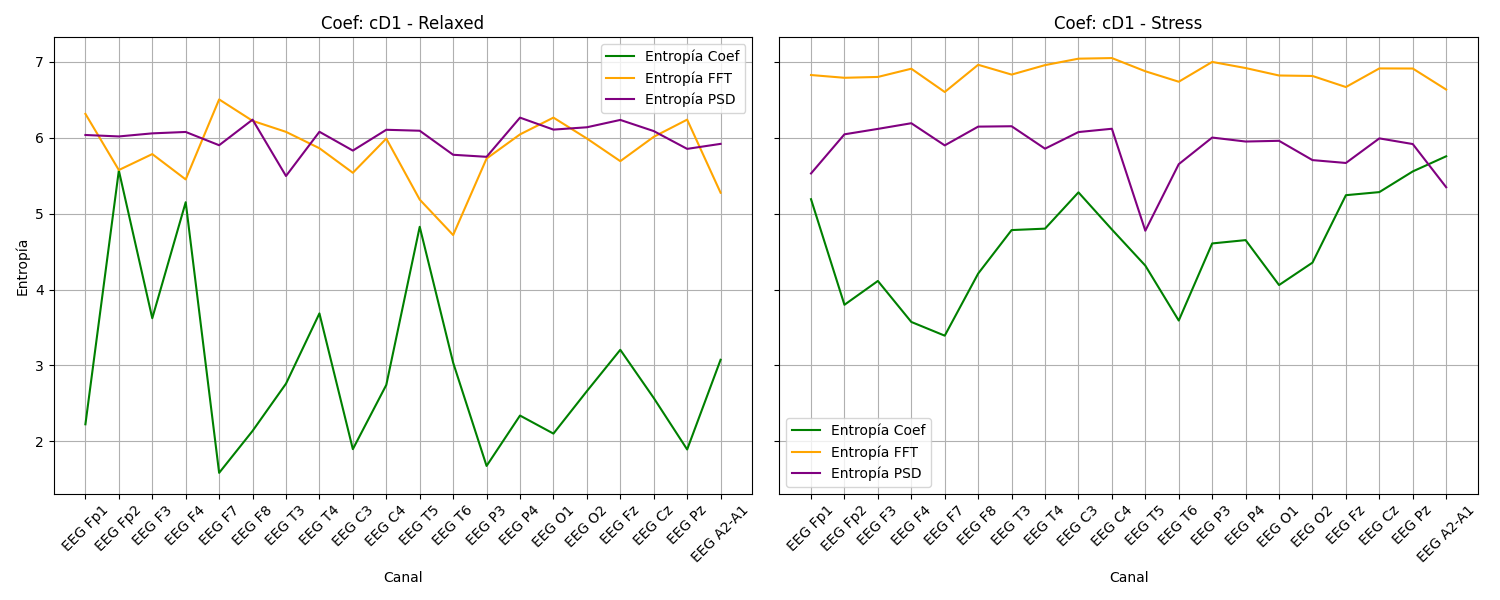 Coef: cD1 - Relaxed
Entropía
7
6
5
4
3
2
Entropía Coef
Entropía FFT
Entropía PSD
EEG Fp1
EEG Fp2
EEG F3
EEG F4
EEG F7
EEG F8
EEG T3
EEG T4
EEG C3
EEG C4
EEG T5
EEG T6
EEG P3
EEG P4
EEG O1
EEG O2
EEG Fz
EEG Cz
EEG Pz
EEG A2-A1
Canal
Coef: cD1 - Stress
Entropía Coef
Entropía FFT
Entropía PSD
EEG Fp1
EEG Fp2
EEG F3
EEG F4
EEG F7
EEG F8
EEG T3
EEG T4
EEG C3
EEG C4
EEG T5
EEG T6
EEG P3
EEG P4
EEG O1
EEG O2
EEG Fz
EEG Cz
EEG Pz
EEG A2-A1
Canal